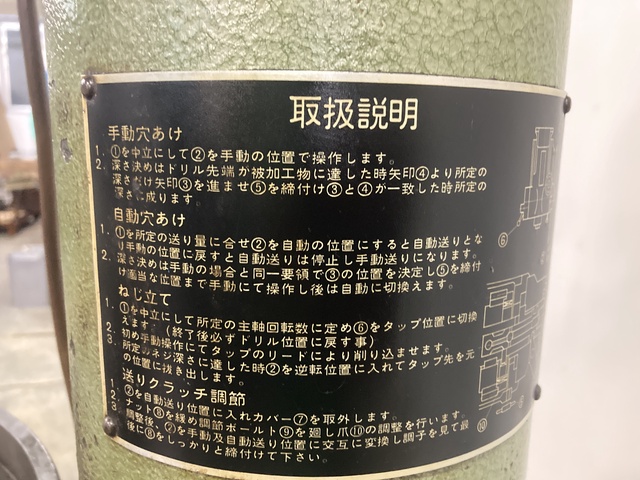 取扱説明
手動穴あけ
1. ①を中立にして②を手動の位置で操作します。
2. 深さ決めはドリル先端が被加工物に達した時矢印④より所定の
深さだけ矢印③を進ませ⑤を締付け③と④が一致した時所定の
深さに成ります
自動穴あけ
1. ①を所定の送り量に合せ②を自動の位置にすると自動送りとな
り手動の位置に戻すと自動送りは停止し手動送りになります。
2. 深さ決めは手動の場合と同一要領で③の位置を決定し⑤を締付
け適当な位置まで手動にて操作し後は自動に切換えます。
ねじ立て
1. ①を中立にして所定の主軸回転数に定め⑥をタップ位置に切換
えます。(終了後必ずドリル位置に戻す事)
2. 初め手動操作にてタップのリードにより削り込ませます。
3. 所定のネジ深さに達した時②を逆転位置に入れてタップ先を元
の位置に抜き出します。
送りクラッチ調節
1. ②を自動送り位置に入れカバー⑦を取外します。
2. ナット⑧を緩め調節ボールト⑨を廻し爪⑩の調整を行います。
3. 調整後、②を手動及自動送り位置に交互に変換し調子を見て最
後に⑧をしっかりと締付けて下さい。
⑥
⑩